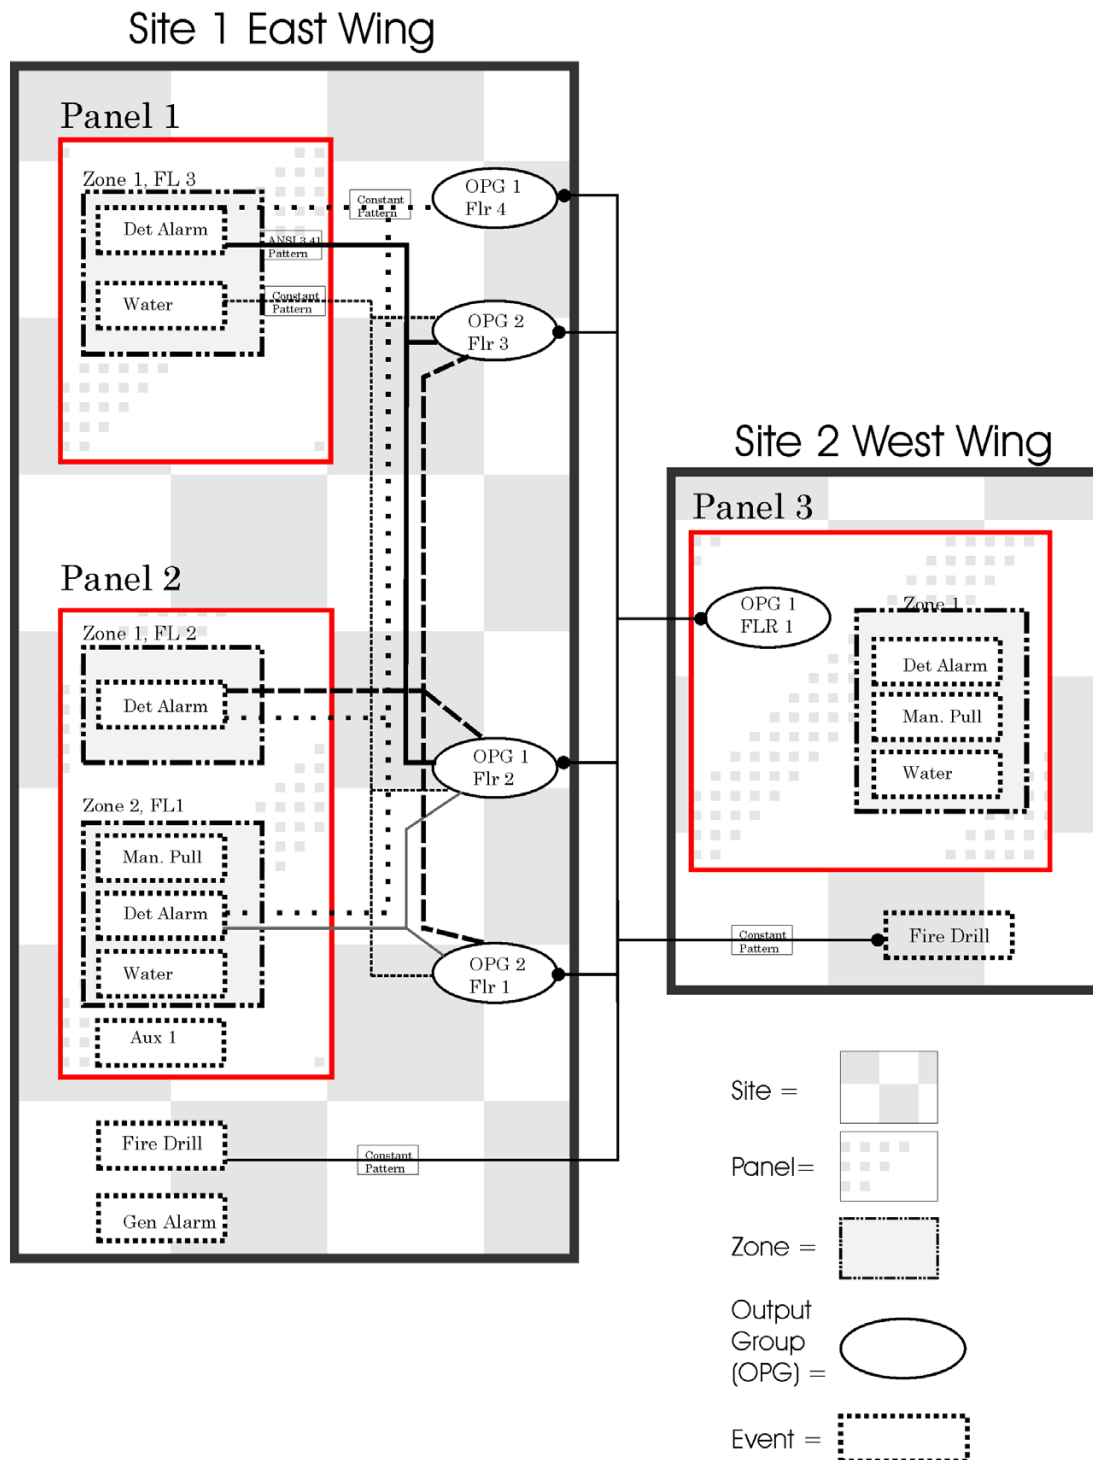 Site 1 East Wing
Panel 1
Zone 1, FL 3
Det Alarm
Water
Constant
Pattern
ANSI 3.41
Pattern
Constant
Pattern
OPG 1
Flr 4
OPG 2
Flr 3
Panel 2
Zone 1, FL 2
Det Alarm
Zone 2, FL1
Man. Pull
Det Alarm
Water
Aux 1
OPG 1
Flr 2
OPG 2
Flr 1
Fire Drill
Constant
Pattern
Gen Alarm
Site 2 West Wing
Panel 3
OPG 1
FLR 1
Zone 1
Det Alarm
Man. Pull
Water
Constant
Pattern
Fire Drill
Site =
Panel=
Zone =
Output
Group
(OPG) =
Event =